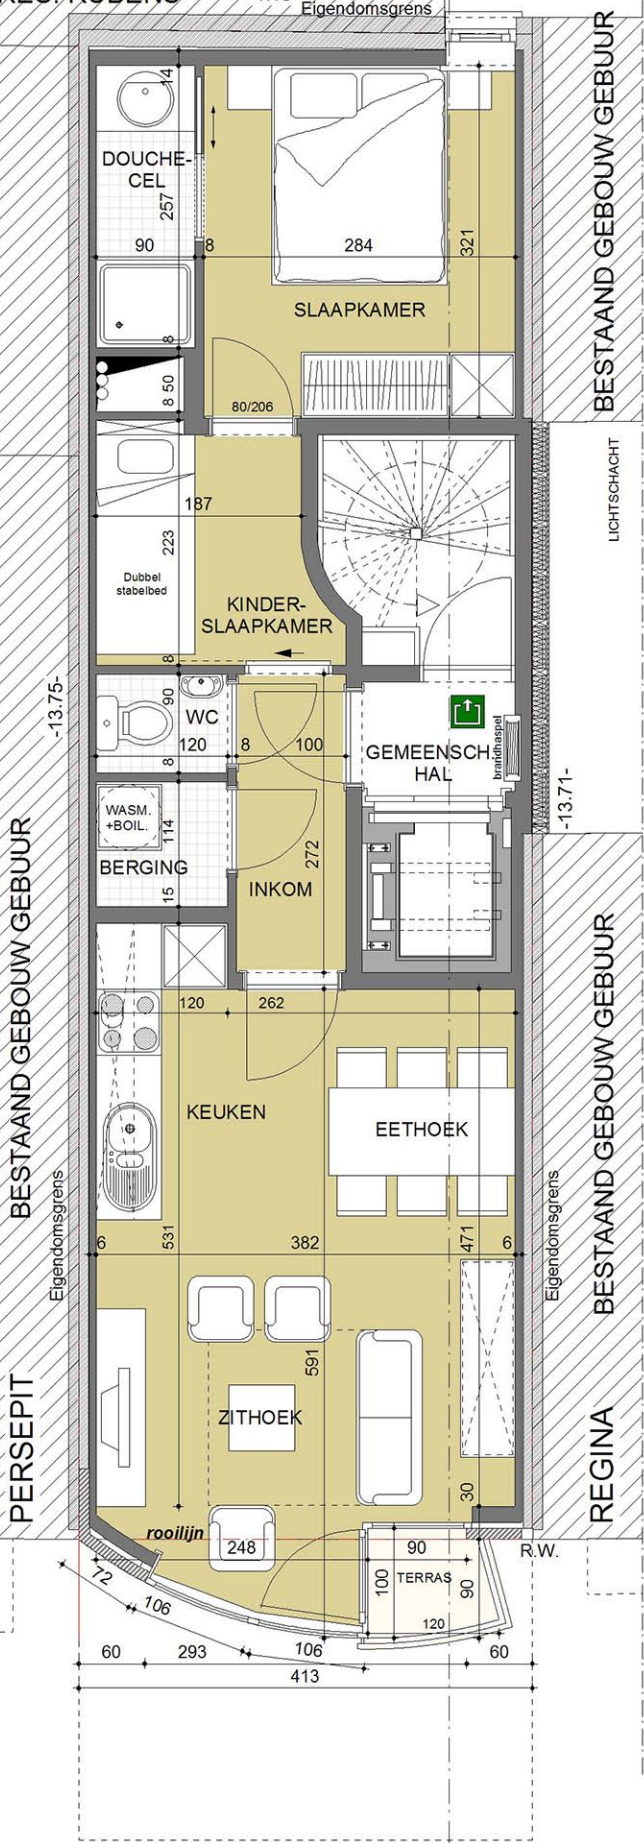 Eigendomsgrens
BESTAAND GEBOUW GEBUUR
14
DOUCHE-
CEL
257
90
8
284
321
SLAAPKAMER
8
50
8
80/206
LICHTSCHACHT
187
223
Dubbel
stabelbed
KINDER-
SLAAPKAMER
8
-13.75-
90
WC
120
8
100
GEMEENSCH.
HAL
brandhaspel
8
-13.71-
WASM.
+BOIL.
114
BERGING
272
INKOM
15
BESTAAND GEBOUW GEBUUR
BESTAAND GEBOUW GEBUUR
120
262
KEUKEN
EETHOEK
Eigendomsgrens
Eigendomsgrens
6
531
382
471
6
591
ZITHOEK
PERSEPIT
REGINA
30
rooilijn
248
90
R.W.
72
100
TERRAS
90
106
120
60
293
106
60
413